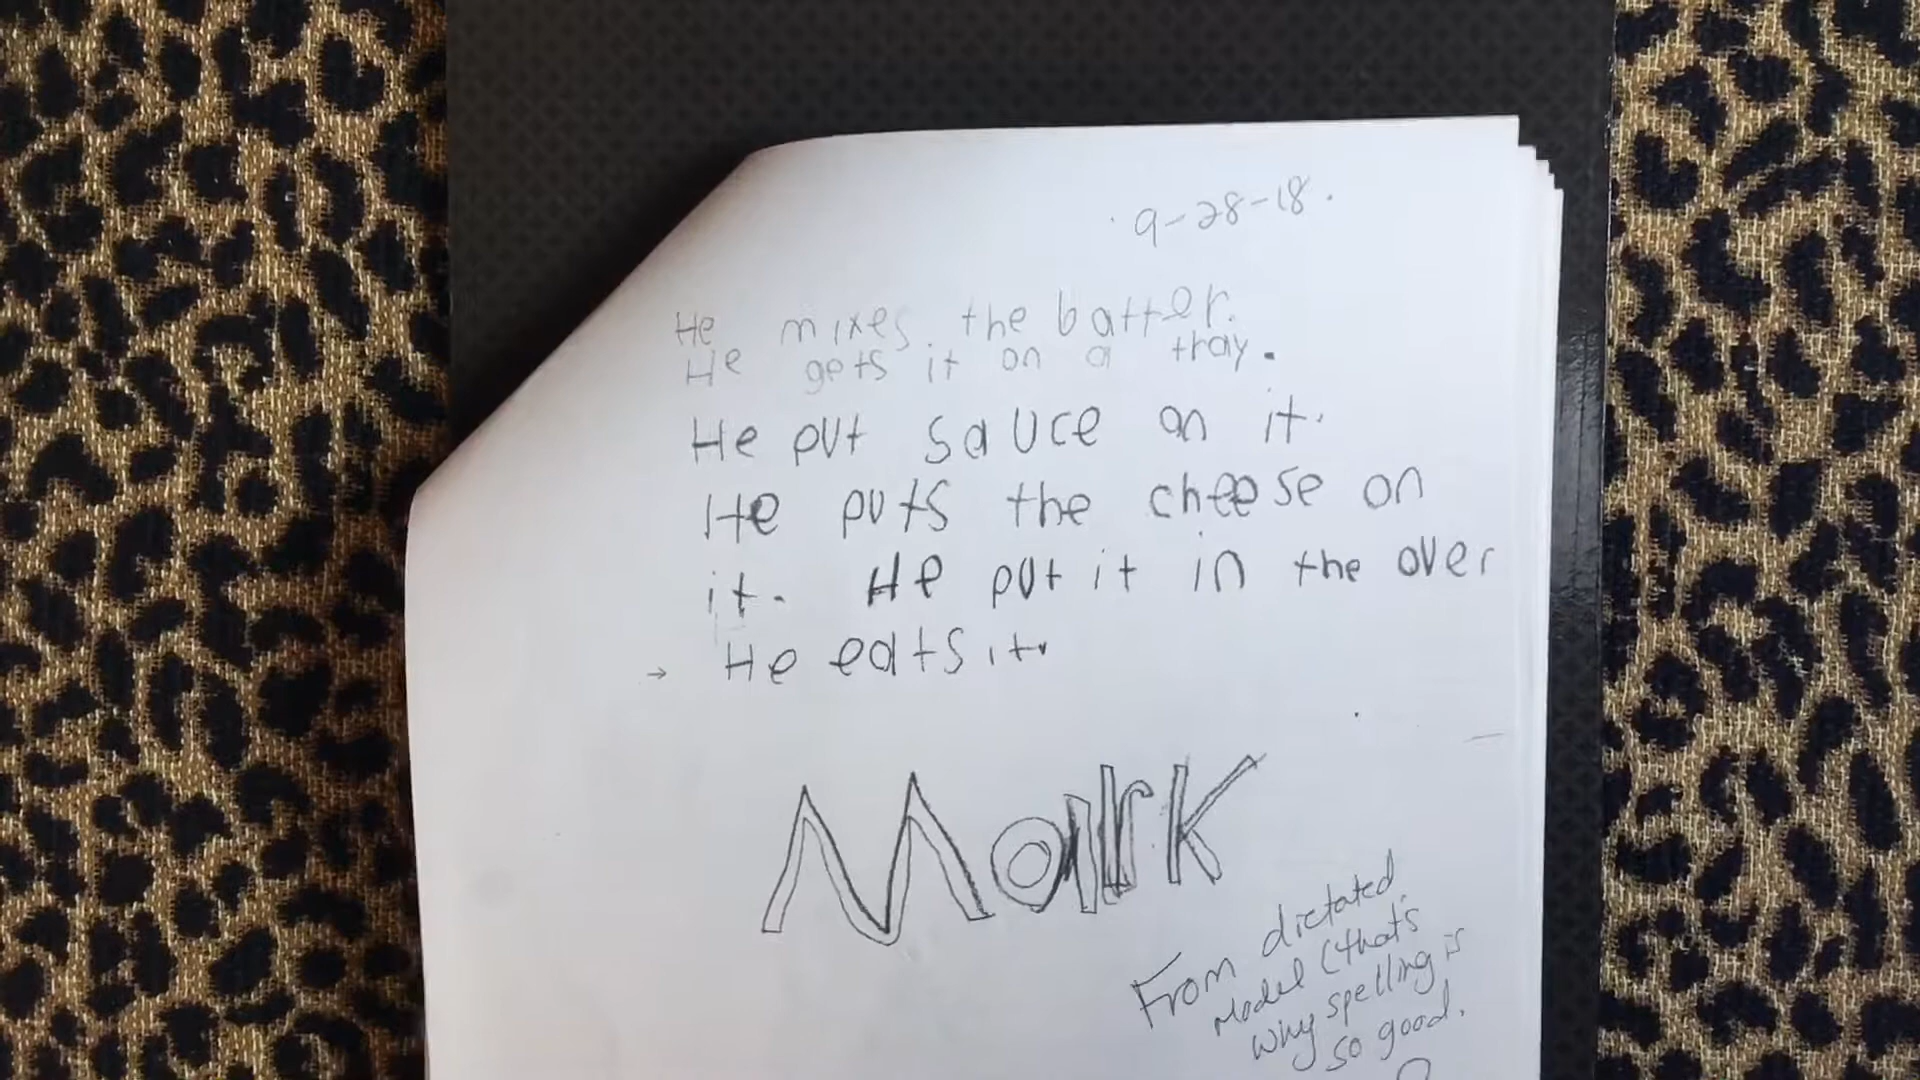 9-28-18.
He mixes the batter.
He gets it on a tray.
He put sauce on it.
He puts the cheese on
it. He put it in the over
He eats it.
Mark
From dictated
Model (that's
why spelling is
so good.